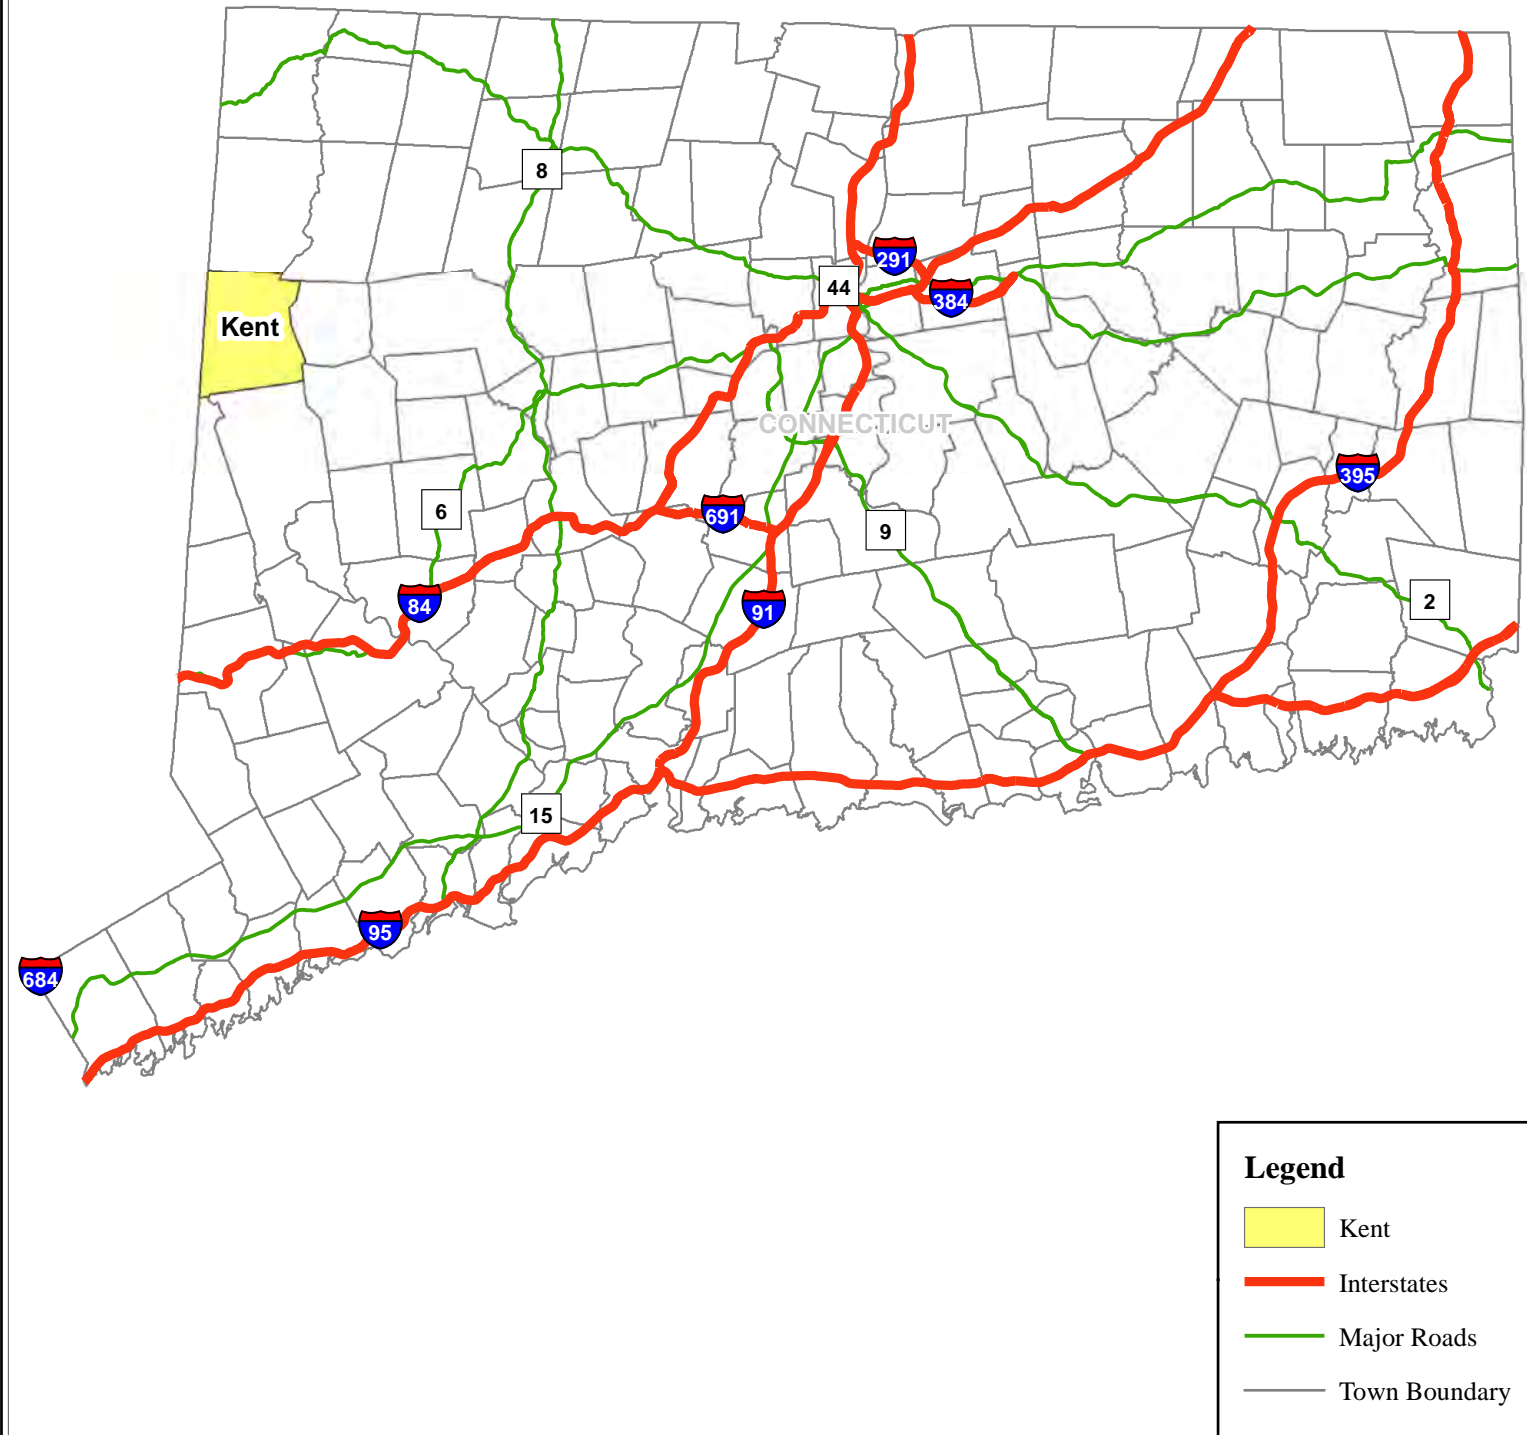 8
291
44
384
Kent
CONNECTICUT
395
6
691
9
84
91
2
15
95
684
Legend
Kent
Interstates
Major Roads
Town Boundary